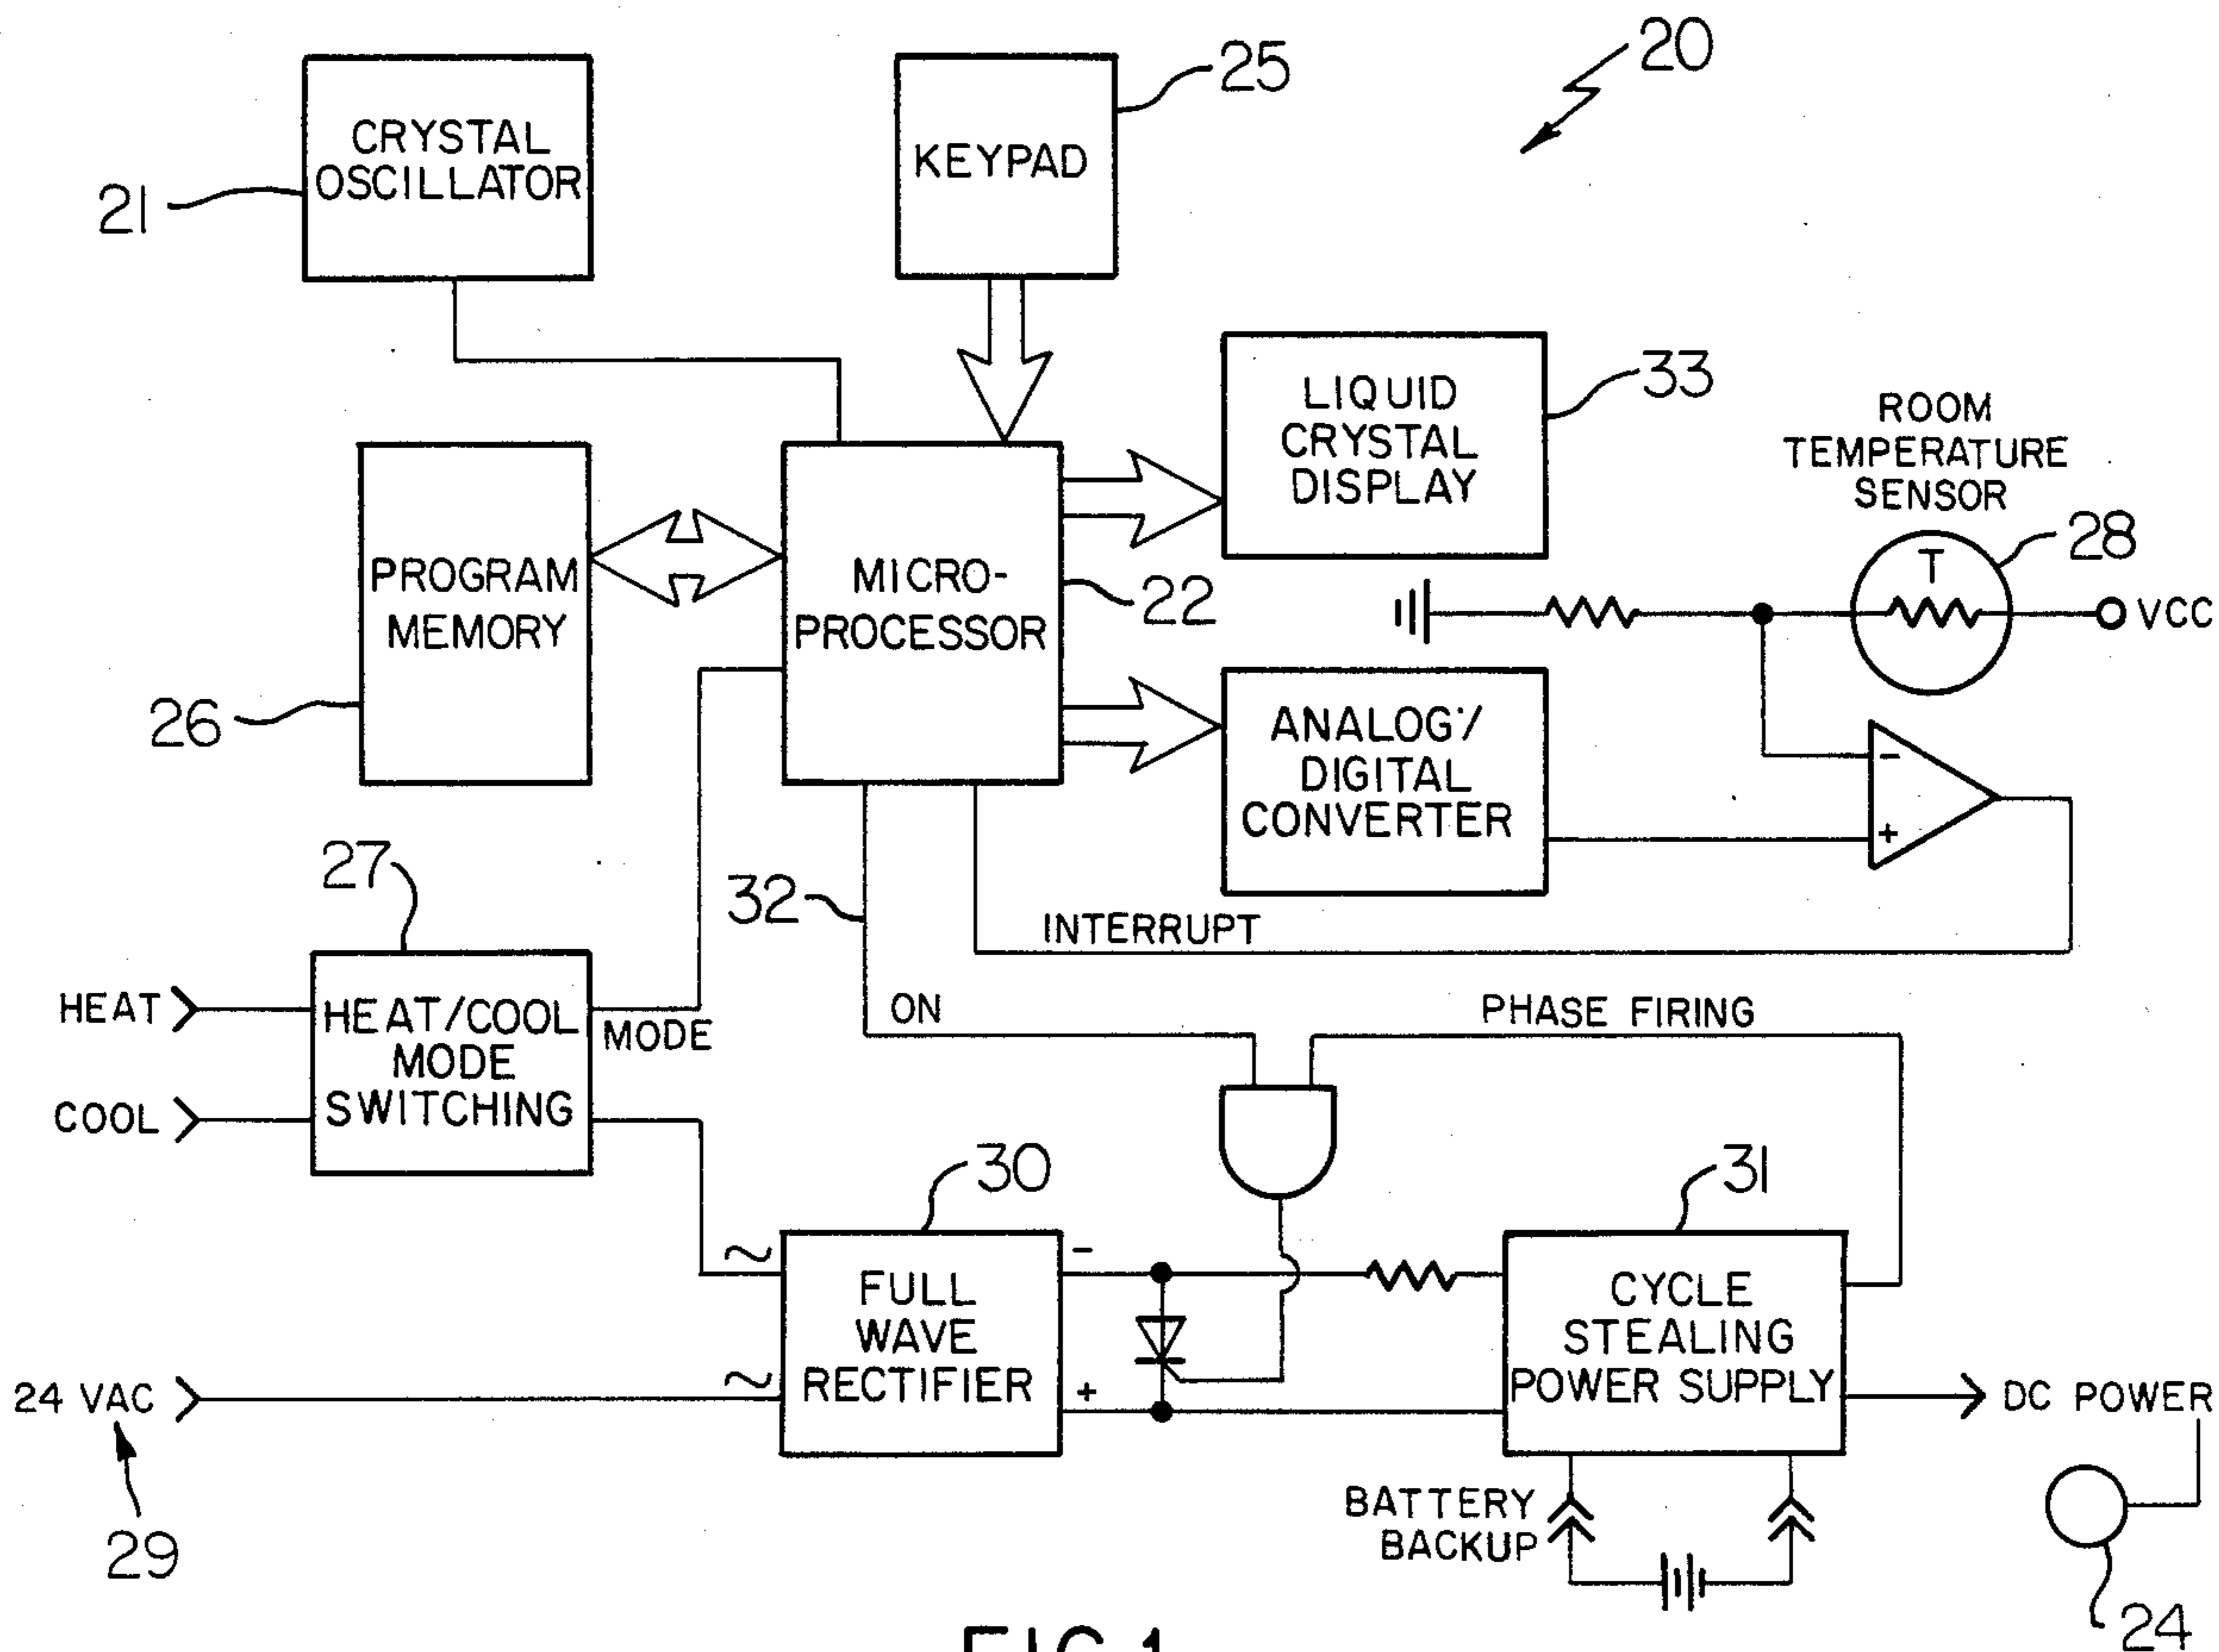 20
CRYSTAL
OSCILLATOR
21
KEYPAD
25
LIQUID
CRYSTAL
DISPLAY
33
ROOM
TEMPERATURE
SENSOR
T
28
VCC
PROGRAM
MEMORY
26
MICRO-
PROCESSOR
22
ANALOG/
DIGITAL
CONVERTER
-
+
27
32
INTERRUPT
HEAT
COOL
HEAT/COOL
MODE
SWITCHING
MODE
ON
PHASE FIRING
30
31
~
~
FULL
WAVE
RECTIFIER
-
+
CYCLE
STEALING
POWER SUPPLY
24 VAC
29
DC POWER
BATTERY
BACKUP
24
FIG.1